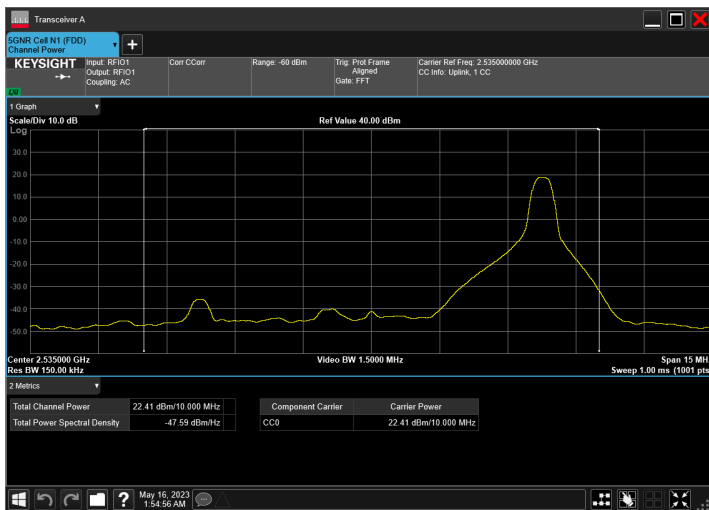 Transceiver A
5GNR Cell N1 (FDD)
Channel Power
KEYSIGHT
Input: RFIO1
Output: RFIO1
Coupling: AC
Corr CCorr
Range: -60 dBm
Trig: Prot Frame
Aligned
Gate: FFT
Carrier Ref Freq: 2.535000000 GHz
CC Info: Uplink, 1 CC
LXI
1 Graph
Scale/Div 10.0 dB
Ref Value 40.00 dBm
Log
30.0
20.0
10.0
0.00
-10.0
-20.0
-30.0
-40.0
-50.0
Center 2.535000 GHz
Video BW 1.5000 MHz
Span 15 MH
Res BW 150.00 kHz
Sweep 1.00 ms (1001 pts
2 Metrics
Total Channel Power 22.41 dBm/10.000 MHz
Total Power Spectral Density -47.59 dBm/Hz
Component Carrier Carrier Power
CC0 22.41 dBm/10.000 MHz
?
May 16, 2023
1:54:56 AM